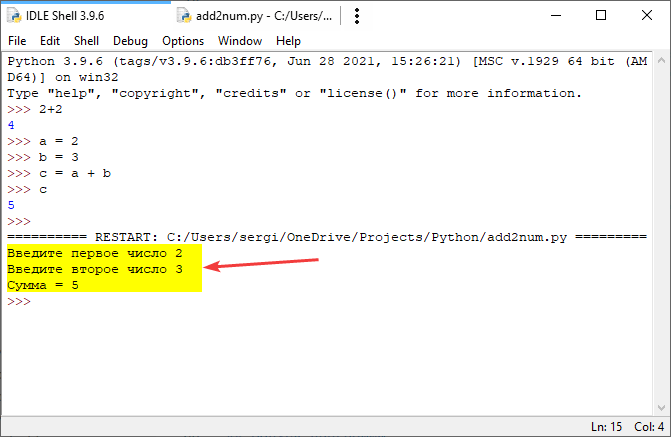 IDLE Shell 3.9.6
add2num.py - C:/Users/...
File Edit Shell Debug Options Window Help
Python 3.9.6 (tags/v3.9.6:db3ff76, Jun 28 2021, 15:26:21) [MSC v.1929 64 bit (AM
D64)] on win32
Type "help", "copyright", "credits" or "license()" for more information.
>>> 2+2
4
>>> a = 2
>>> b = 3
>>> c = a + b
>>> c
5
>>>
========== RESTART: C:/Users/sergi/OneDrive/Projects/Python/add2num.py =========
Введите первое число 2
Введите второе число 3
Сумма = 5
>>>
Ln: 15 Col: 4